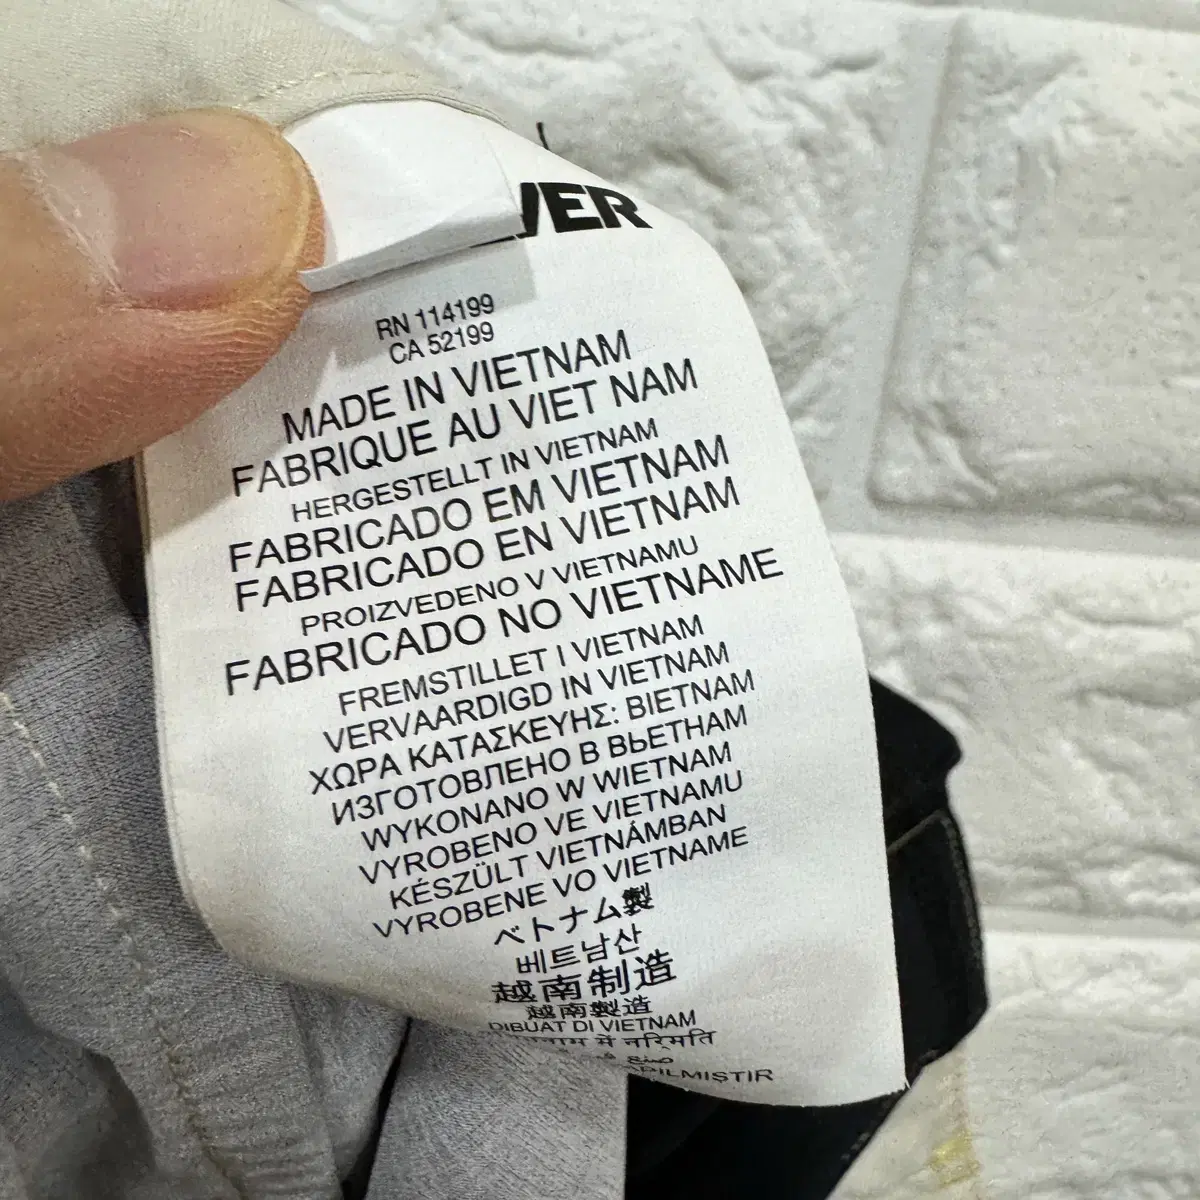 VER
RN 114199
CA 52199
MADE IN VIETNAM
FABRIQUE AU VIET NAM
HERGESTELLT IN VIETNAM
FABRICADO EM VIETNAM
FABRICADO EN VIETNAM
PROIZVEDENO V VIETNAMU
FABRICADO NO VIETNAME
FREMSTILLET I VIETNAM
VERVAARDIGD IN VIETNAM
ΧΩΡΑ ΚΑΤΑΣΚΕΥΗΣ: ΒΙΕΤΝΑΜ
ИЗГОТОВЛЕНО В ВЬЕТНАМ
WYKONANO W WIETNAM
VYROBENO VE VIETNAMU
KÉSZÜLT VIETNÁMBAN
VYROBENE VO VIETNAME
ベトナム製
베트남산
越南制造
越南製造
DIBUAT DI VIETNAM
में